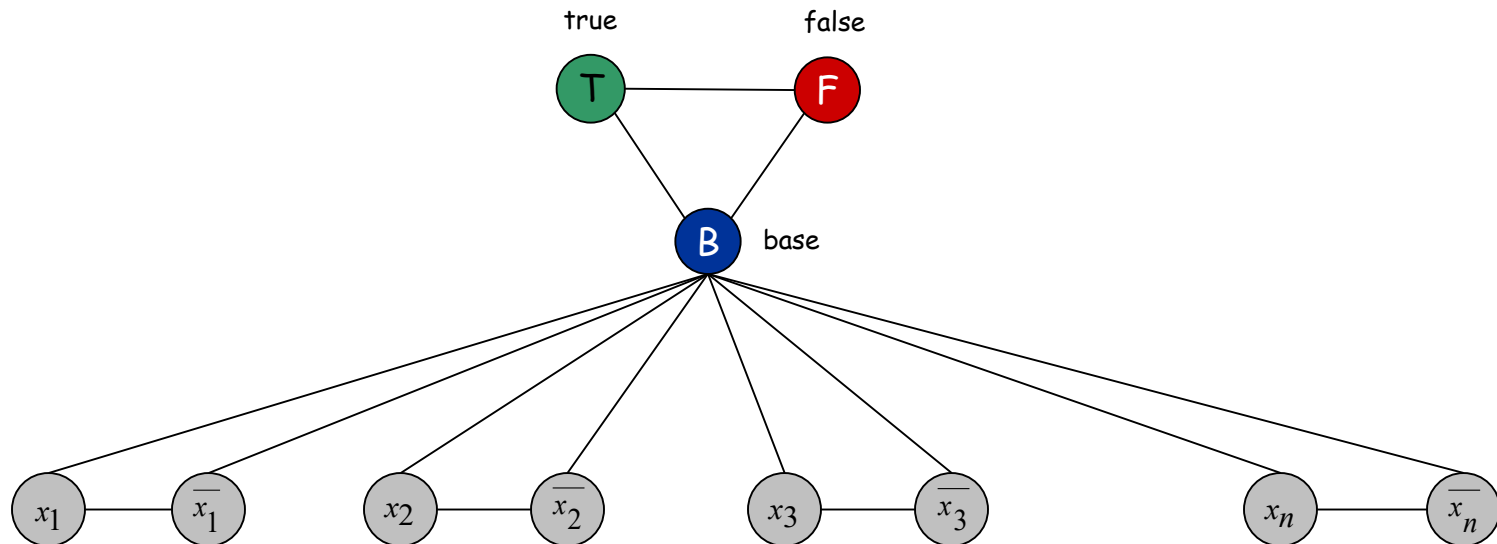 true false
T F
B base
x₁ x̅₁ x₂ x̅₂ x₃ x̅₃ xₙ x̅ₙ